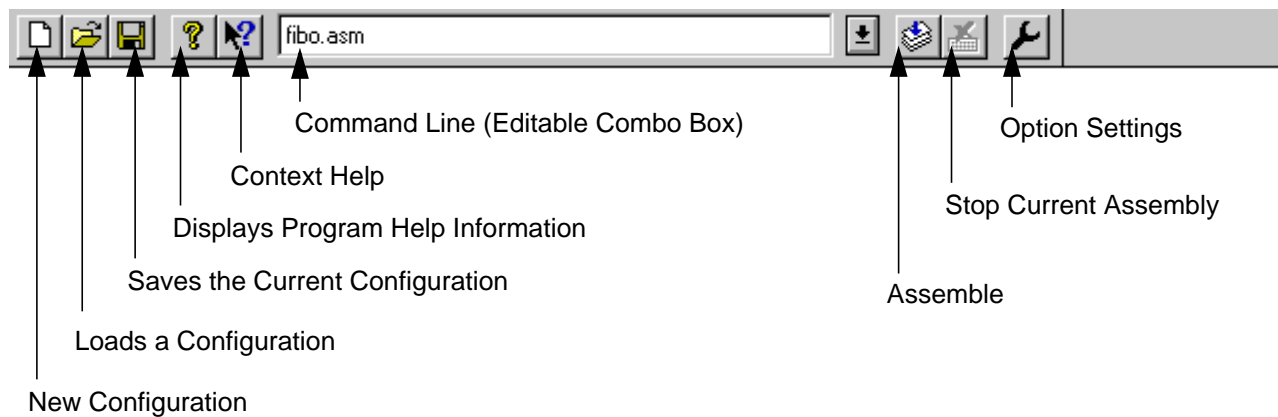 fibo.asm
Command Line (Editable Combo Box)
Option Settings
Context Help
Stop Current Assembly
Displays Program Help Information
Saves the Current Configuration
Assemble
Loads a Configuration
New Configuration